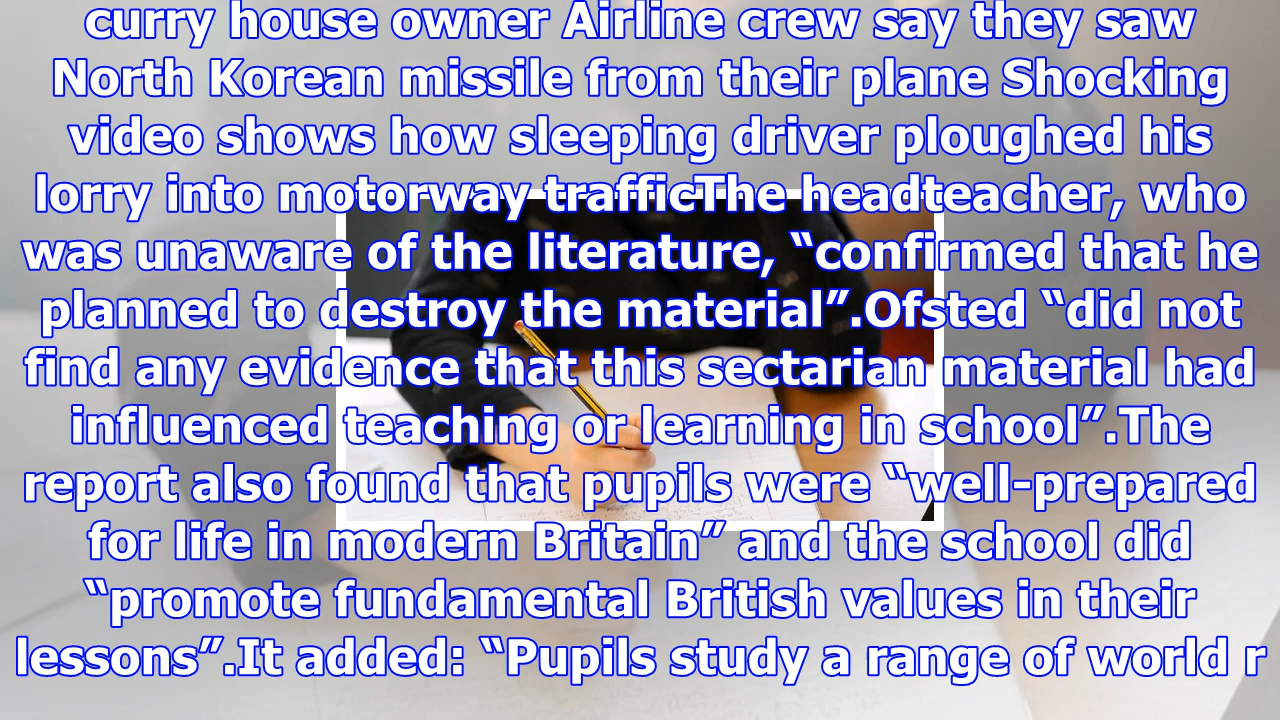 curry house owner Airline crew say they saw
North Korean missile from their plane Shocking
video shows how sleeping driver ploughed his
lorry into motorway trafficThe headteacher, who
was unaware of the literature, “confirmed that he
planned to destroy the material”.Ofsted “did not
find any evidence that this sectarian material had
influenced teaching or learning in school”.The
report also found that pupils were “well-prepared
for life in modern Britain” and the school did
“promote fundamental British values in their
lessons”.It added: “Pupils study a range of world r